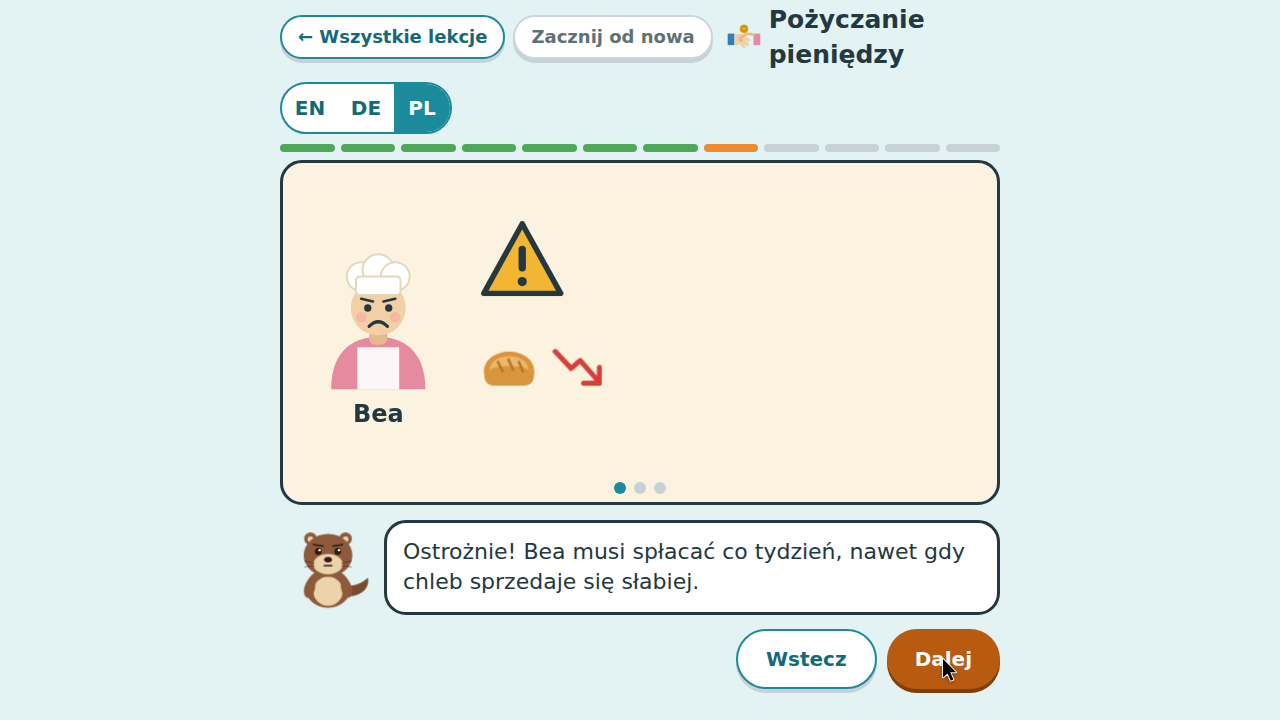 ← Wszystkie lekcje
Zacznij od nowa
Pożyczanie
pieniędzy
EN DE PL
Bea
Ostrożnie! Bea musi spłacać co tydzień, nawet gdy
chleb sprzedaje się słabiej.
Wstecz
Dalej